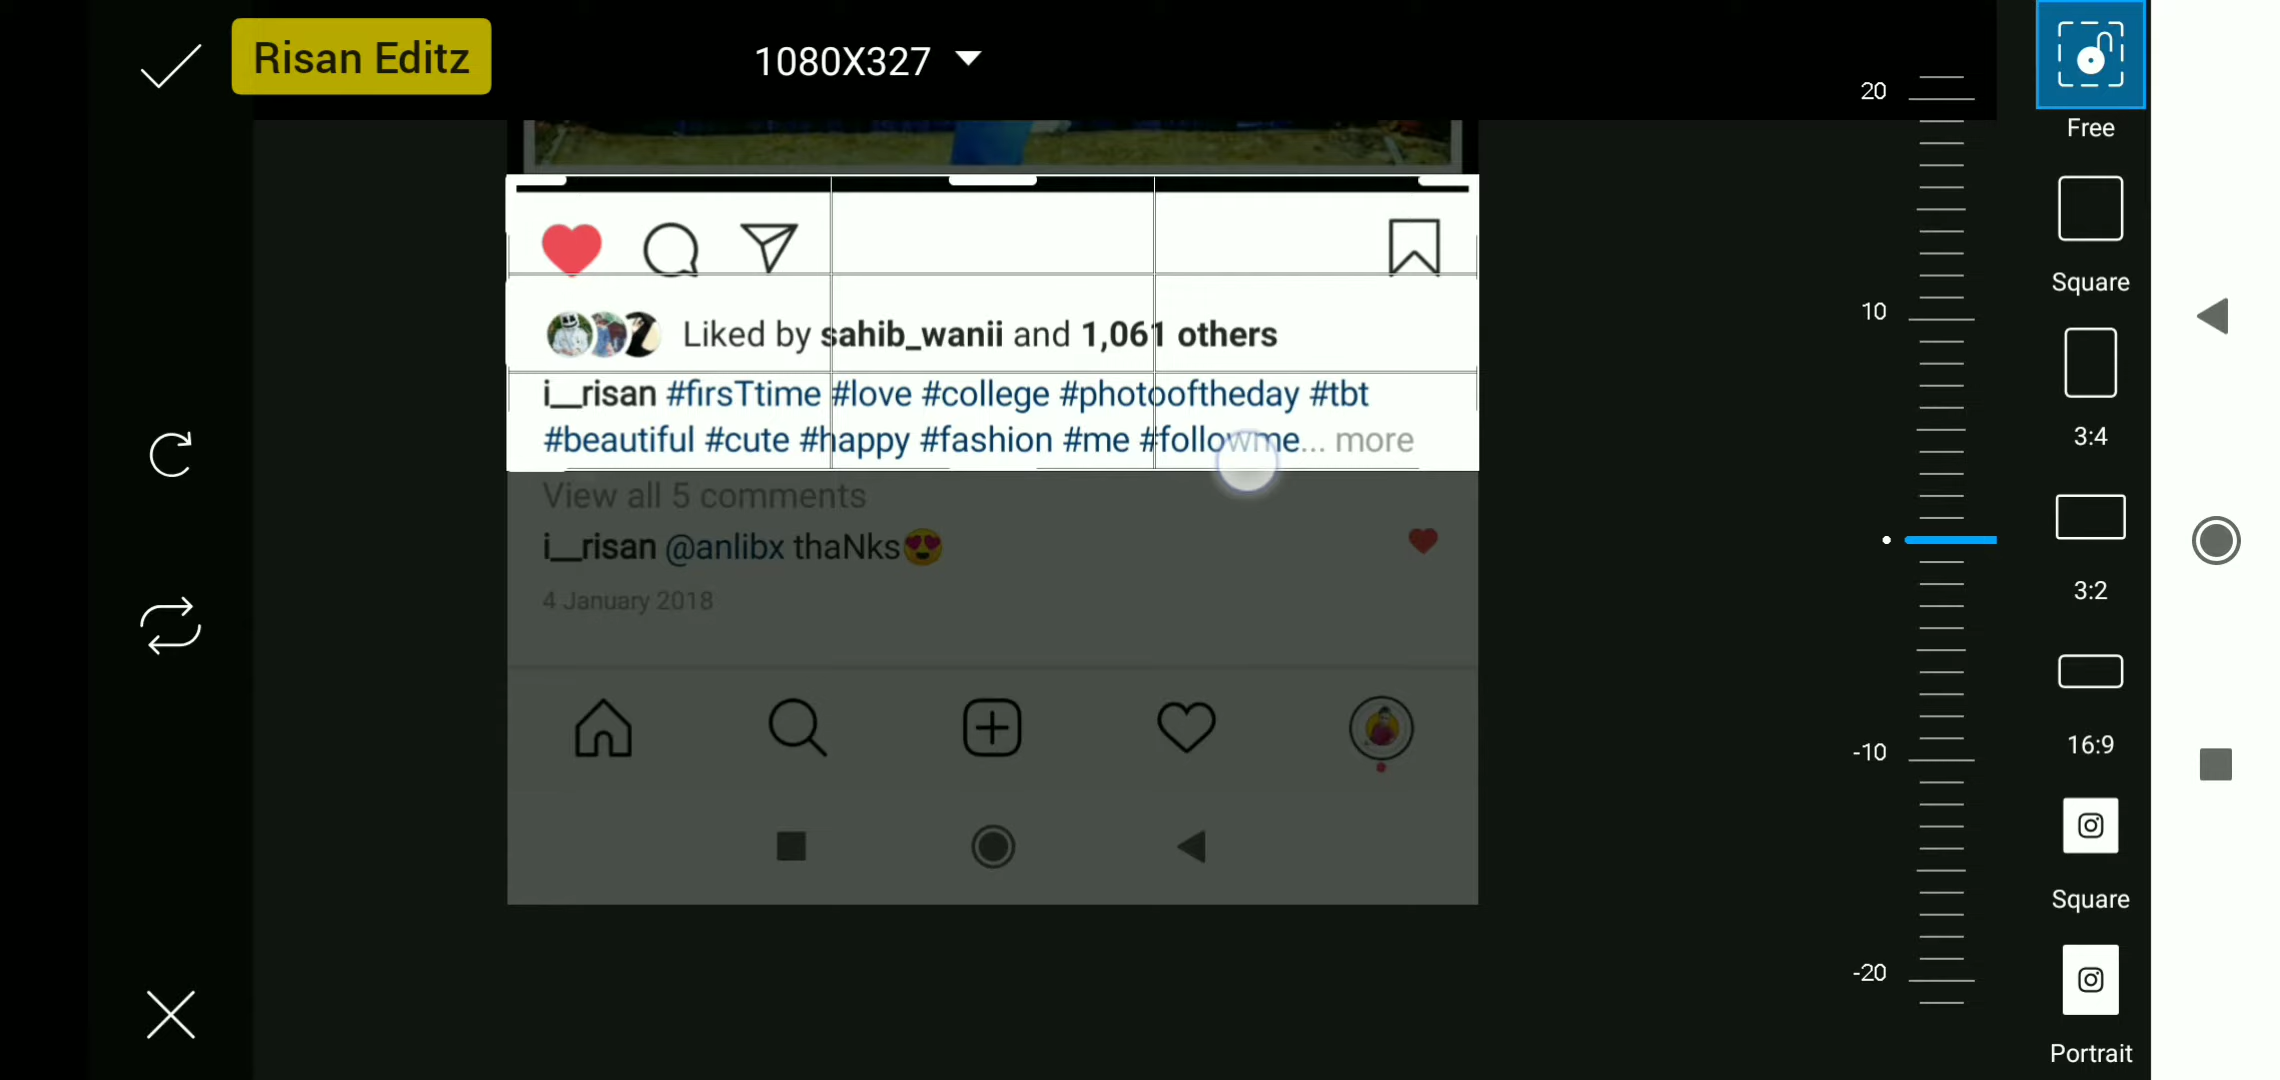 Risan Editz
1080X327
20
10
-10
-20
Liked by sahib_wanii and 1,061 others
i__risan #firsTtime #love #college #photooftheday #tbt
#beautiful #cute #happy #fashion #me #followme... more
View all 5 comments
i__risan @anlibx thaNks😍
4 January 2018
Free
Square
3:4
3:2
16:9
Square
Portrait